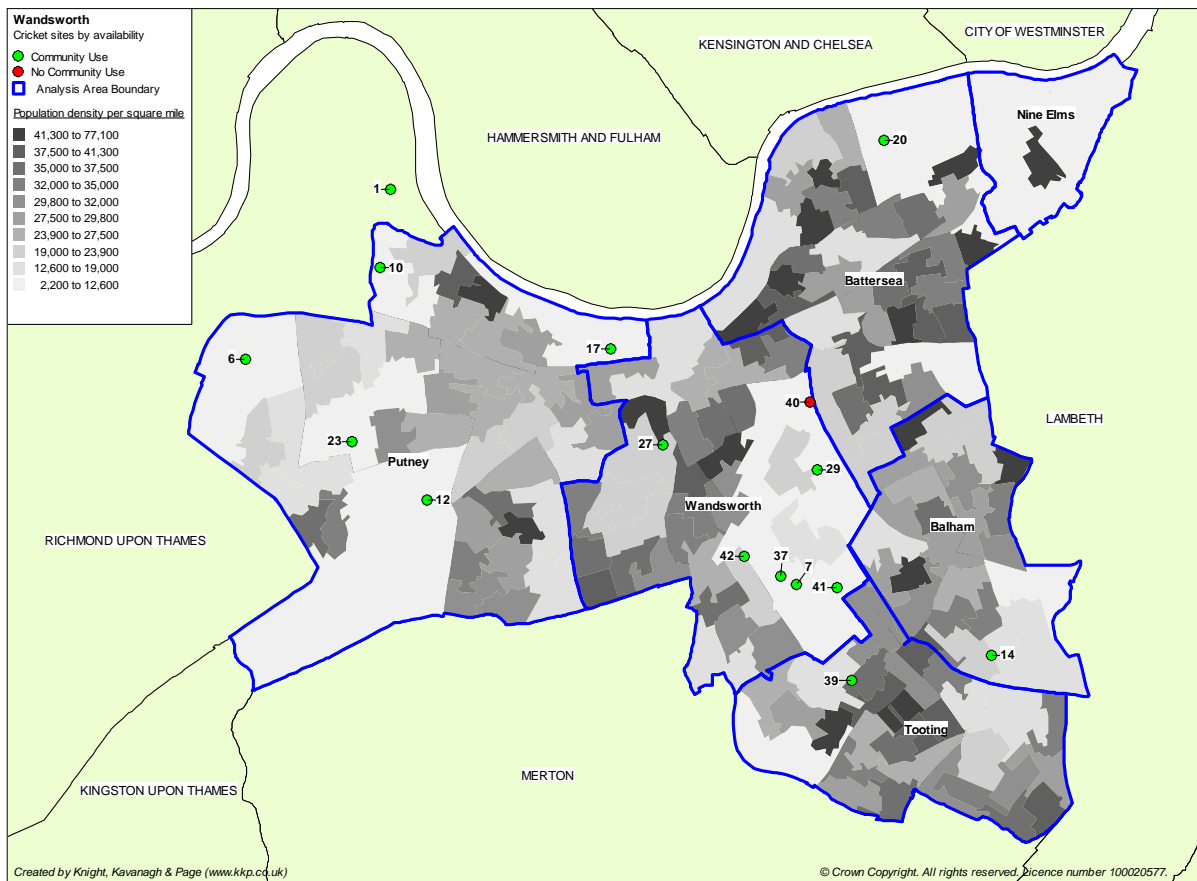 Wandsworth
Cricket sites by availability
Community Use
No Community Use
Analysis Area Boundary
Population density per square mile
41,300 to 77,100
37,500 to 41,300
35,000 to 37,500
32,000 to 35,000
29,800 to 32,000
27,500 to 29,800
23,900 to 27,500
19,000 to 23,900
12,600 to 19,000
2,200 to 12,600
CITY OF WESTMINSTER
KENSINGTON AND CHELSEA
Nine Elms
HAMMERSMITH AND FULHAM
20
1
10
Battersea
17
6
40
LAMBETH
23
27
Putney
29
12
Wandsworth
Balham
RICHMOND UPON THAMES
42
37
7
41
14
39
Tooting
MERTON
KINGSTON UPON THAMES
Created by Knight, Kavanagh & Page (www.kkp.co.uk)
© Crown Copyright. All rights reserved. Licence number 100020577.